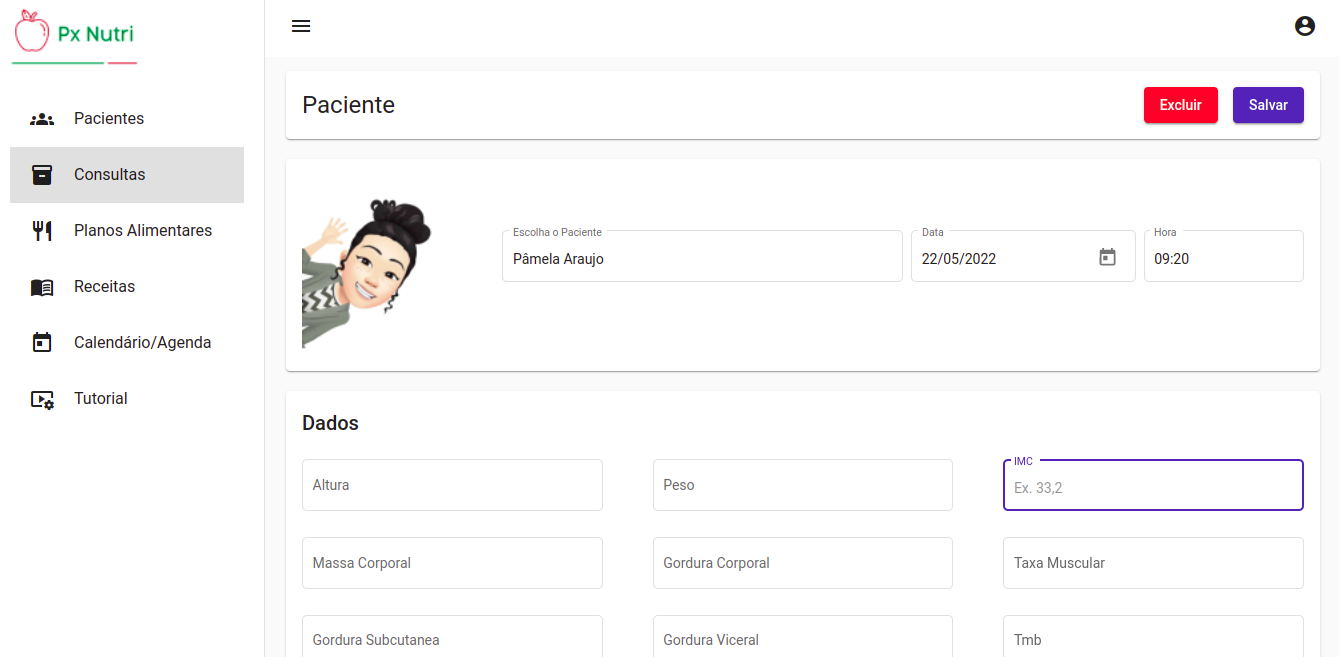 Px Nutri
Pacientes
Consultas
Planos Alimentares
Receitas
Calendário/Agenda
Tutorial
Paciente
Excluir
Salvar
Escolha o Paciente
Pâmela Araujo
Data
22/05/2022
Hora
09:20
Dados
Altura
Peso
IMC
Ex. 33,2
Massa Corporal
Gordura Corporal
Taxa Muscular
Gordura Subcutanea
Gordura Viceral
Tmb